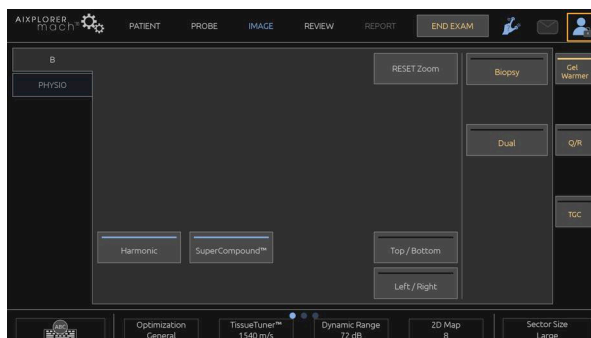 AIXPLORER
mach
PATIENT PROBE IMAGE REVIEW REPORT END EXAM
B
PHYSIO
RESET Zoom
Biopsy
Gel
Warmer
Dual
Q/R
TGC
Harmonic
SuperCompound™
Top / Bottom
Left / Right
ABC
Optimization
General
TissueTuner™
1540 m/s
Dynamic Range
72 dB
2D Map
8
Sector Size
Large